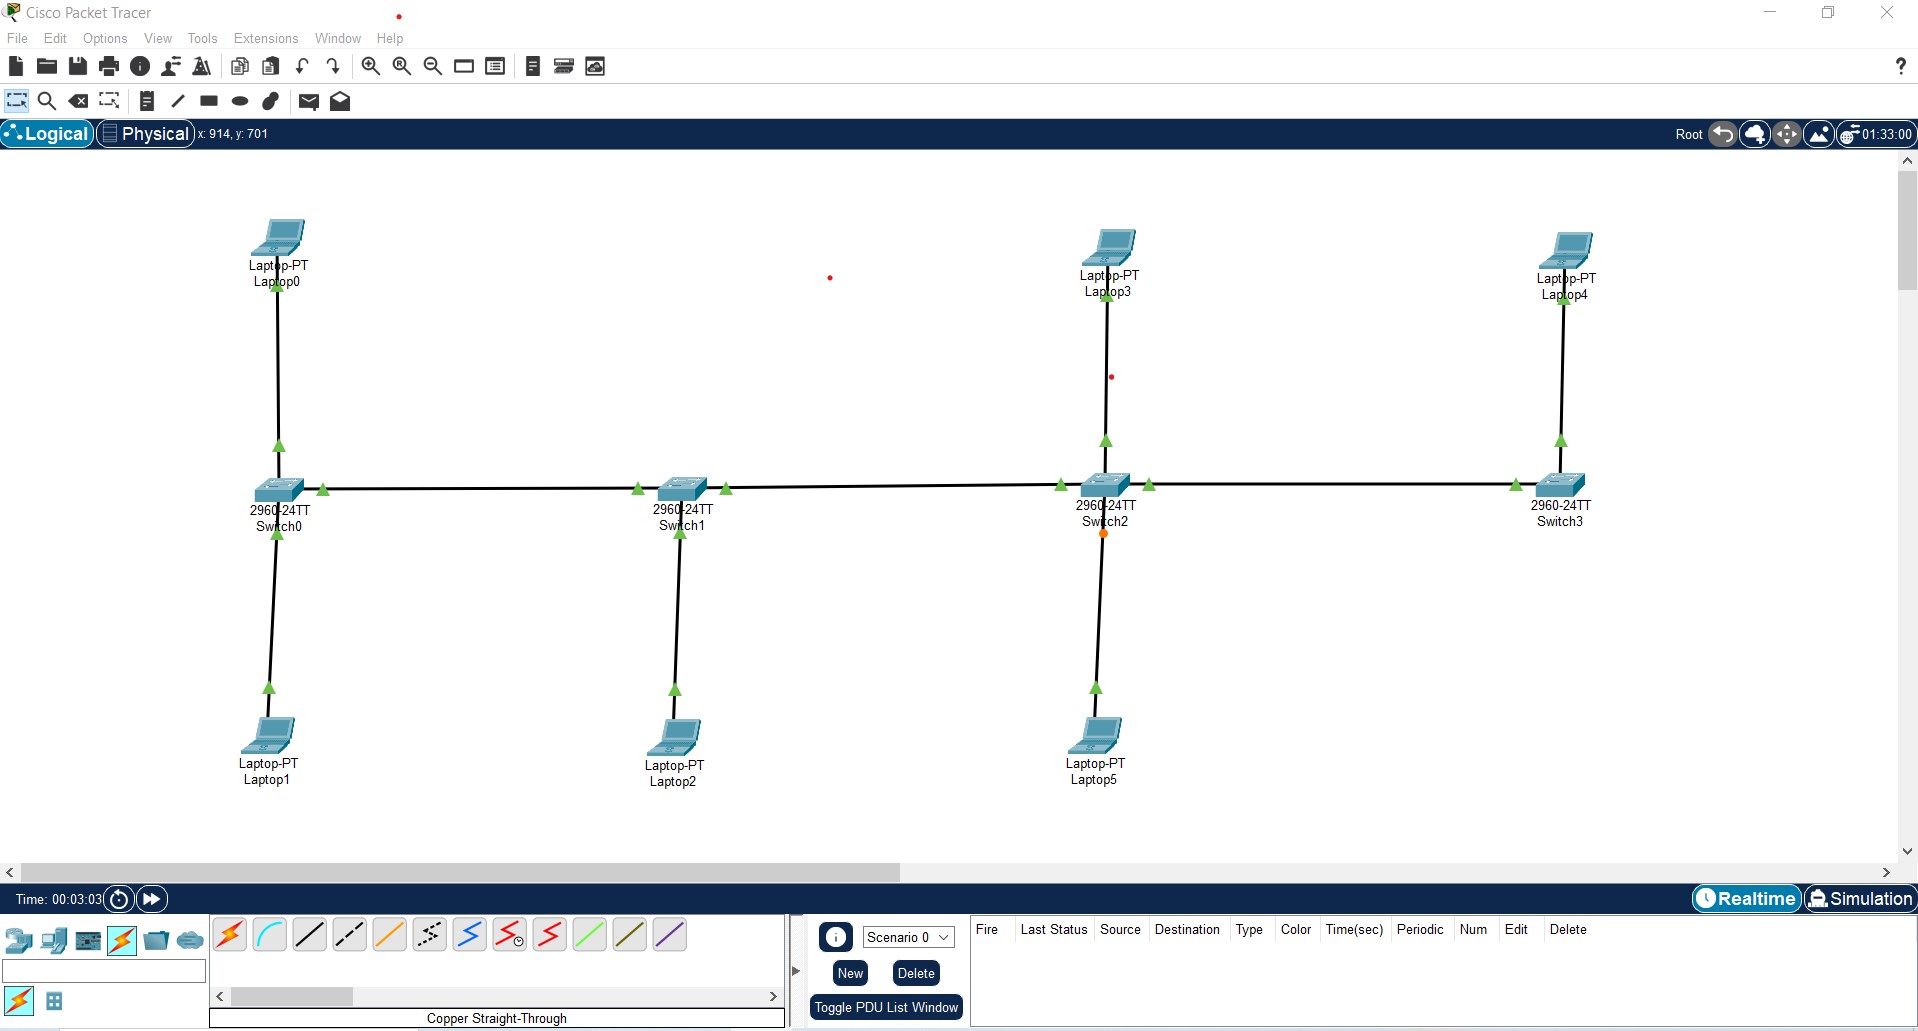 Cisco Packet Tracer
File Edit Options View Tools Extensions Window Help
?
Logical Physical x: 914, y: 701 Root 01:33:00
Laptop-PT
Laptop0
Laptop-PT
Laptop3
Laptop-PT
Laptop4
2960-24TT
Switch0
2960-24TT
Switch1
2960-24TT
Switch2
2960-24TT
Switch3
Laptop-PT
Laptop1
Laptop-PT
Laptop2
Laptop-PT
Laptop5
Time: 00:03:03 Realtime Simulation
Scenario 0
New Delete
Toggle PDU List Window
Fire Last Status Source Destination Type Color Time(sec) Periodic Num Edit Delete
Copper Straight-Through